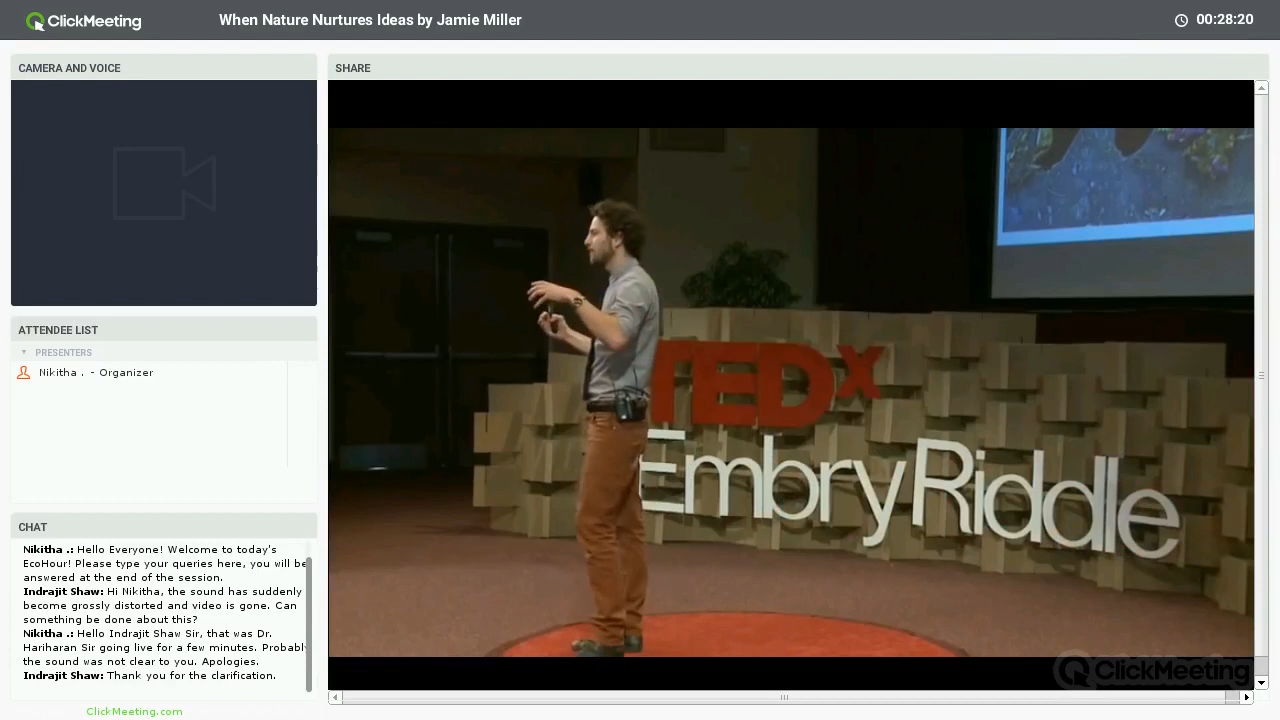 ClickMeeting
When Nature Nurtures Ideas by Jamie Miller
00:28:20
CAMERA AND VOICE
SHARE
ATTENDEE LIST
PRESENTERS
Nikitha . - Organizer
CHAT
Nikitha .: Hello Everyone! Welcome to today's
EcoHour! Please type your queries here, you will be
answered at the end of the session.
Indrajit Shaw: Hi Nikitha, the sound has suddenly
become grossly distorted and video is gone. Can
something be done about this?
Nikitha .: Hello Indrajit Shaw Sir, that was Dr.
Hariharan Sir going live for a few minutes. Probabl
the sound was not clear to you. Apologies.
Indrajit Shaw: Thank you for the clarification.
ClickMeeting.com
TEDx
EmbryRiddle
ClickMeeting